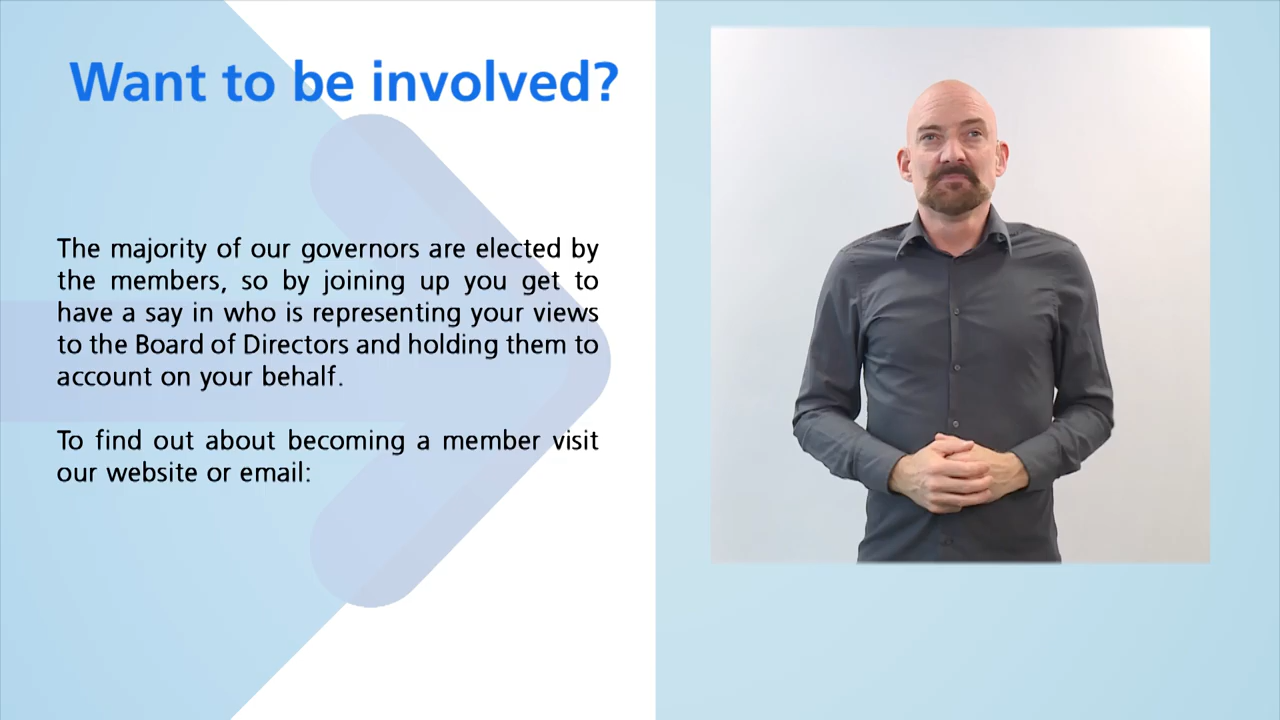 Want to be involved?
The majority of our governors are elected by
the members, so by joining up you get to
have a say in who is representing your views
to the Board of Directors and holding them to
account on your behalf.
To find out about becoming a member visit
our website or email: